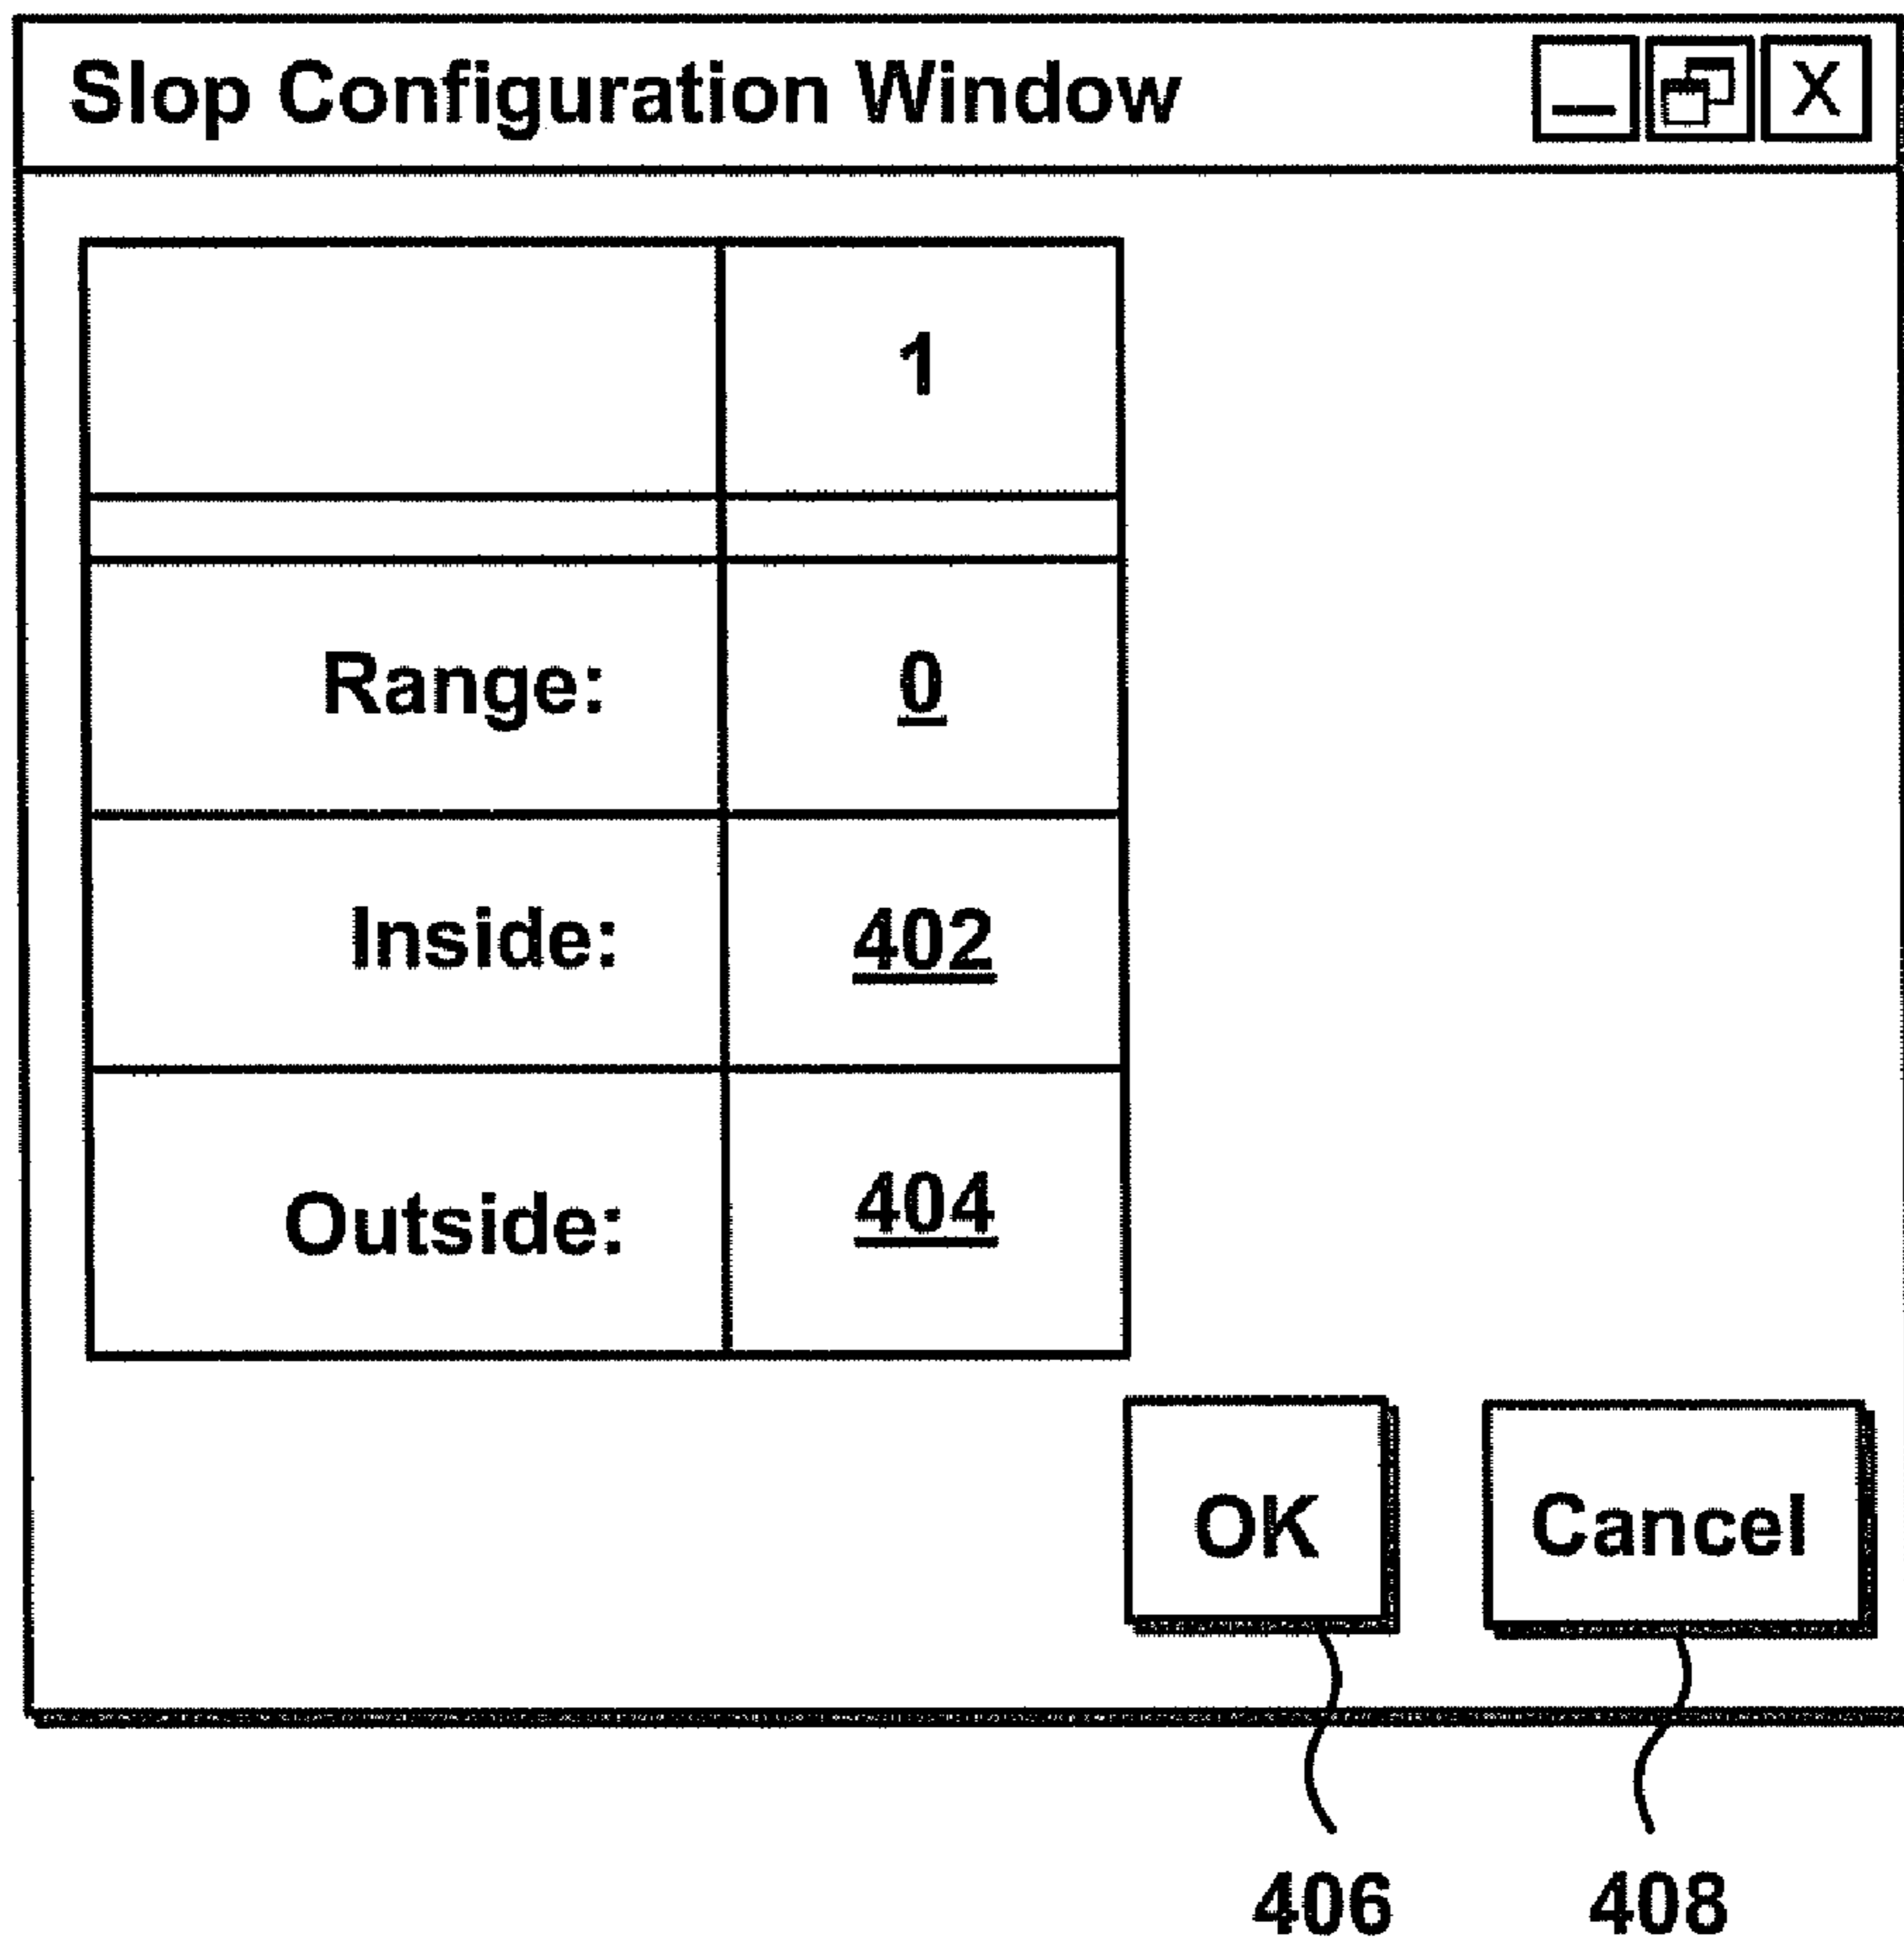 Slop Configuration Window
X
1
Range: 0
Inside: 402
Outside: 404
OK Cancel
406 408